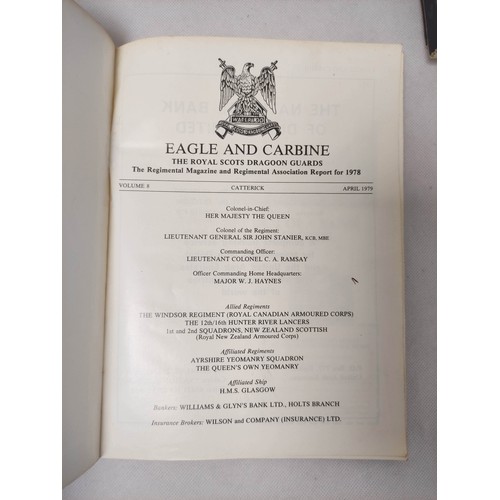 WATERLOO
EAGLE AND CARBINE
THE ROYAL SCOTS DRAGOON GUARDS
The Regimental Magazine and Regimental Association Report for 1978
VOLUME 8 CATTERICK APRIL 1979
Colonel-in-Chief:
HER MAJESTY THE QUEEN
Colonel of the Regiment:
LIEUTENANT GENERAL SIR JOHN STANIER, KCB, MBE
Commanding Officer:
LIEUTENANT COLONEL C. A. RAMSAY
Officer Commanding Home Headquarters:
MAJOR W. J. HAYNES
Allied Regiments
THE WINDSOR REGIMENT (ROYAL CANADIAN ARMOURED CORPS)
THE 12th/16th HUNTER RIVER LANCERS
1st and 2nd SQUADRONS, NEW ZEALAND SCOTTISH
(Royal New Zealand Armoured Corps)
Affiliated Regiments
AYRSHIRE YEOMANRY SQUADRON
THE QUEEN'S OWN YEOMANRY
Affiliated Ship
H.M.S. GLASGOW
Bankers: WILLIAMS & GLYN'S BANK LTD., HOLTS BRANCH
Insurance Brokers: WILSON and COMPANY (INSURANCE) LTD.